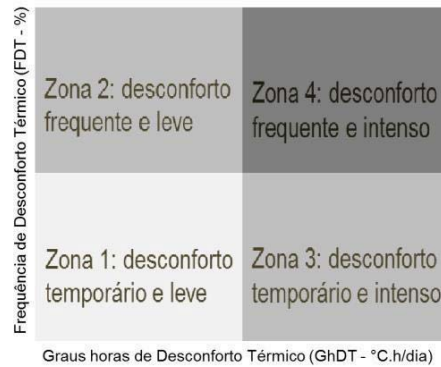 Frequência de Desconforto Térmico (FDT - %)
Zona 2: desconforto
frequente e leve
Zona 4: desconforto
frequente e intenso
Zona 1: desconforto
temporário e leve
Zona 3: desconforto
temporário e intenso
Graus horas de Desconforto Térmico (GhDT - °C.h/dia)